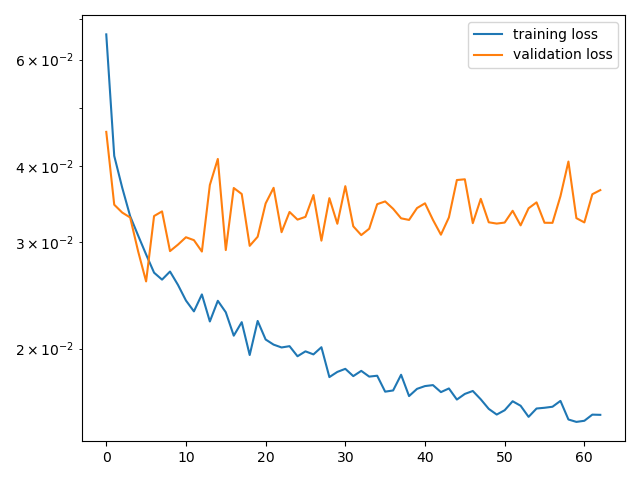 training loss
validation loss
6 × 10⁻²
4 × 10⁻²
3 × 10⁻²
2 × 10⁻²
0 10 20 30 40 50 60